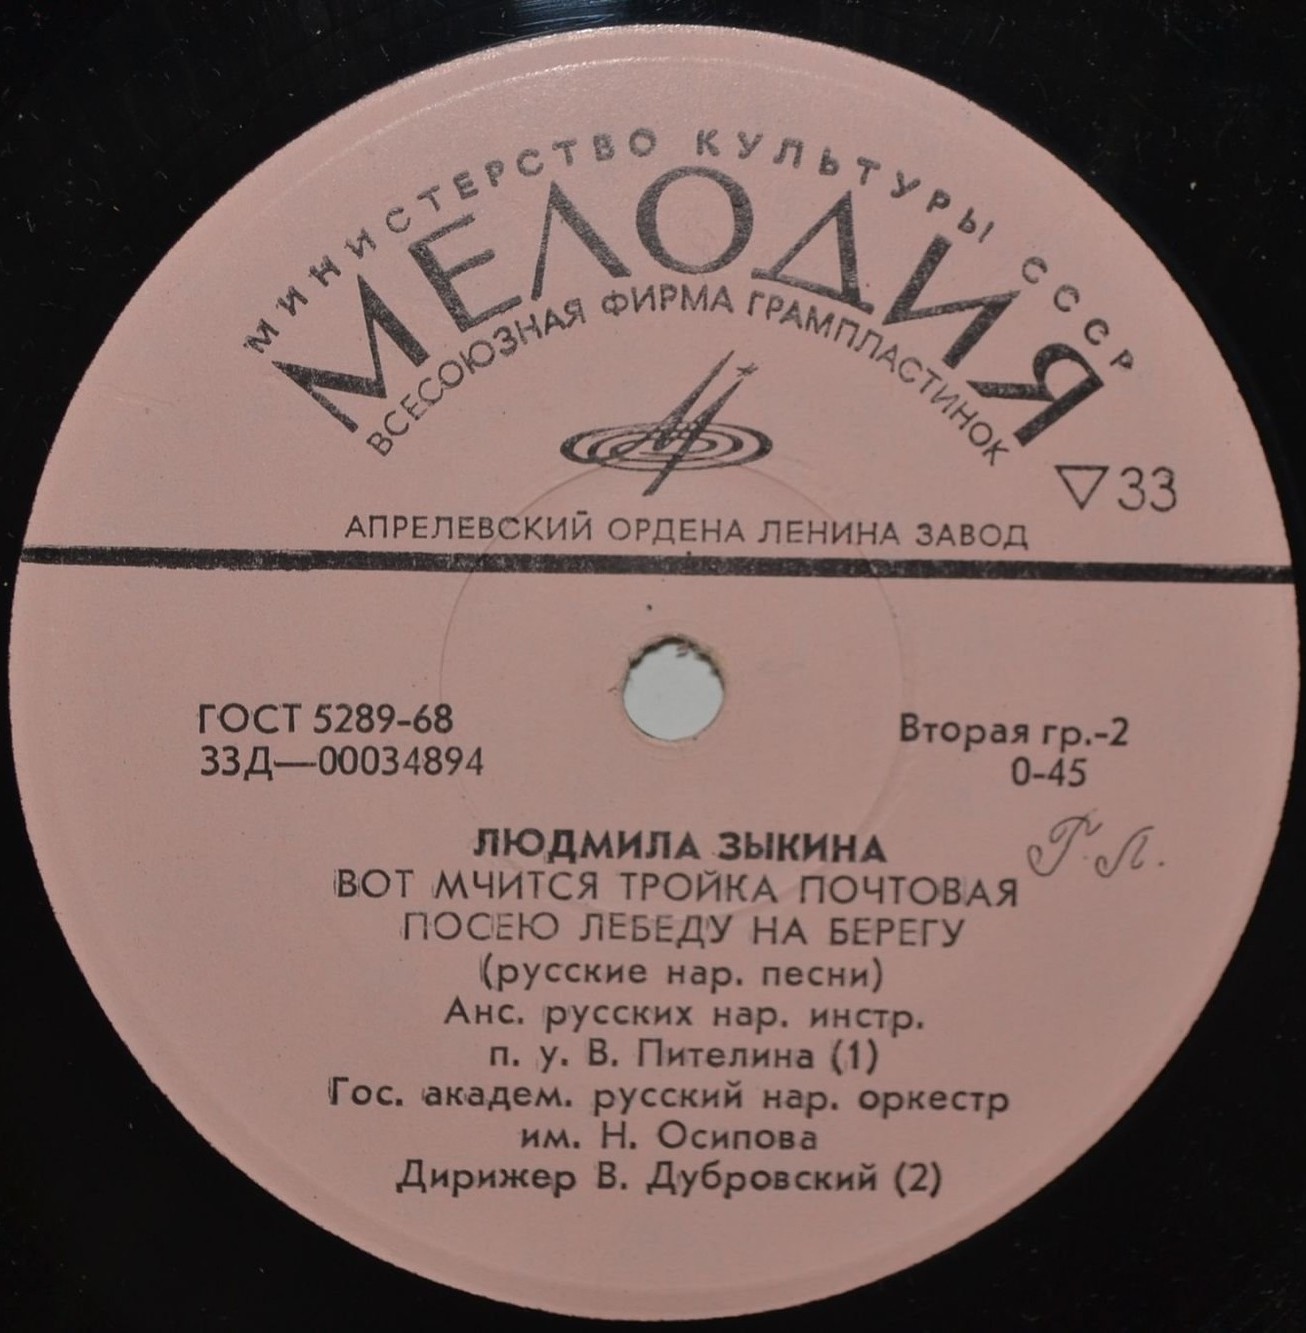 МИНИСТЕРСТВО КУЛЬТУРЫ СССР
МЕЛОДИЯ
ВСЕСОЮЗНАЯ ФИРМА ГРАМПЛАСТИНОК
▽33
АПРЕЛЕВСКИЙ ОРДЕНА ЛЕНИНА ЗАВОД
ГОСТ 5289-68
33Д—00034894
Вторая гр.-2
0-45
Г. Л.
ЛЮДМИЛА ЗЫКИНА
ВОТ МЧИТСЯ ТРОЙКА ПОЧТОВАЯ
ПОСЕЮ ЛЕБЕДУ НА БЕРЕГУ
(русские нар. песни)
Анс. русских нар. инстр.
п. у. В. Пителина (1)
Гос. академ. русский нар. оркестр
им. Н. Осипова
Дирижер В. Дубровский (2)